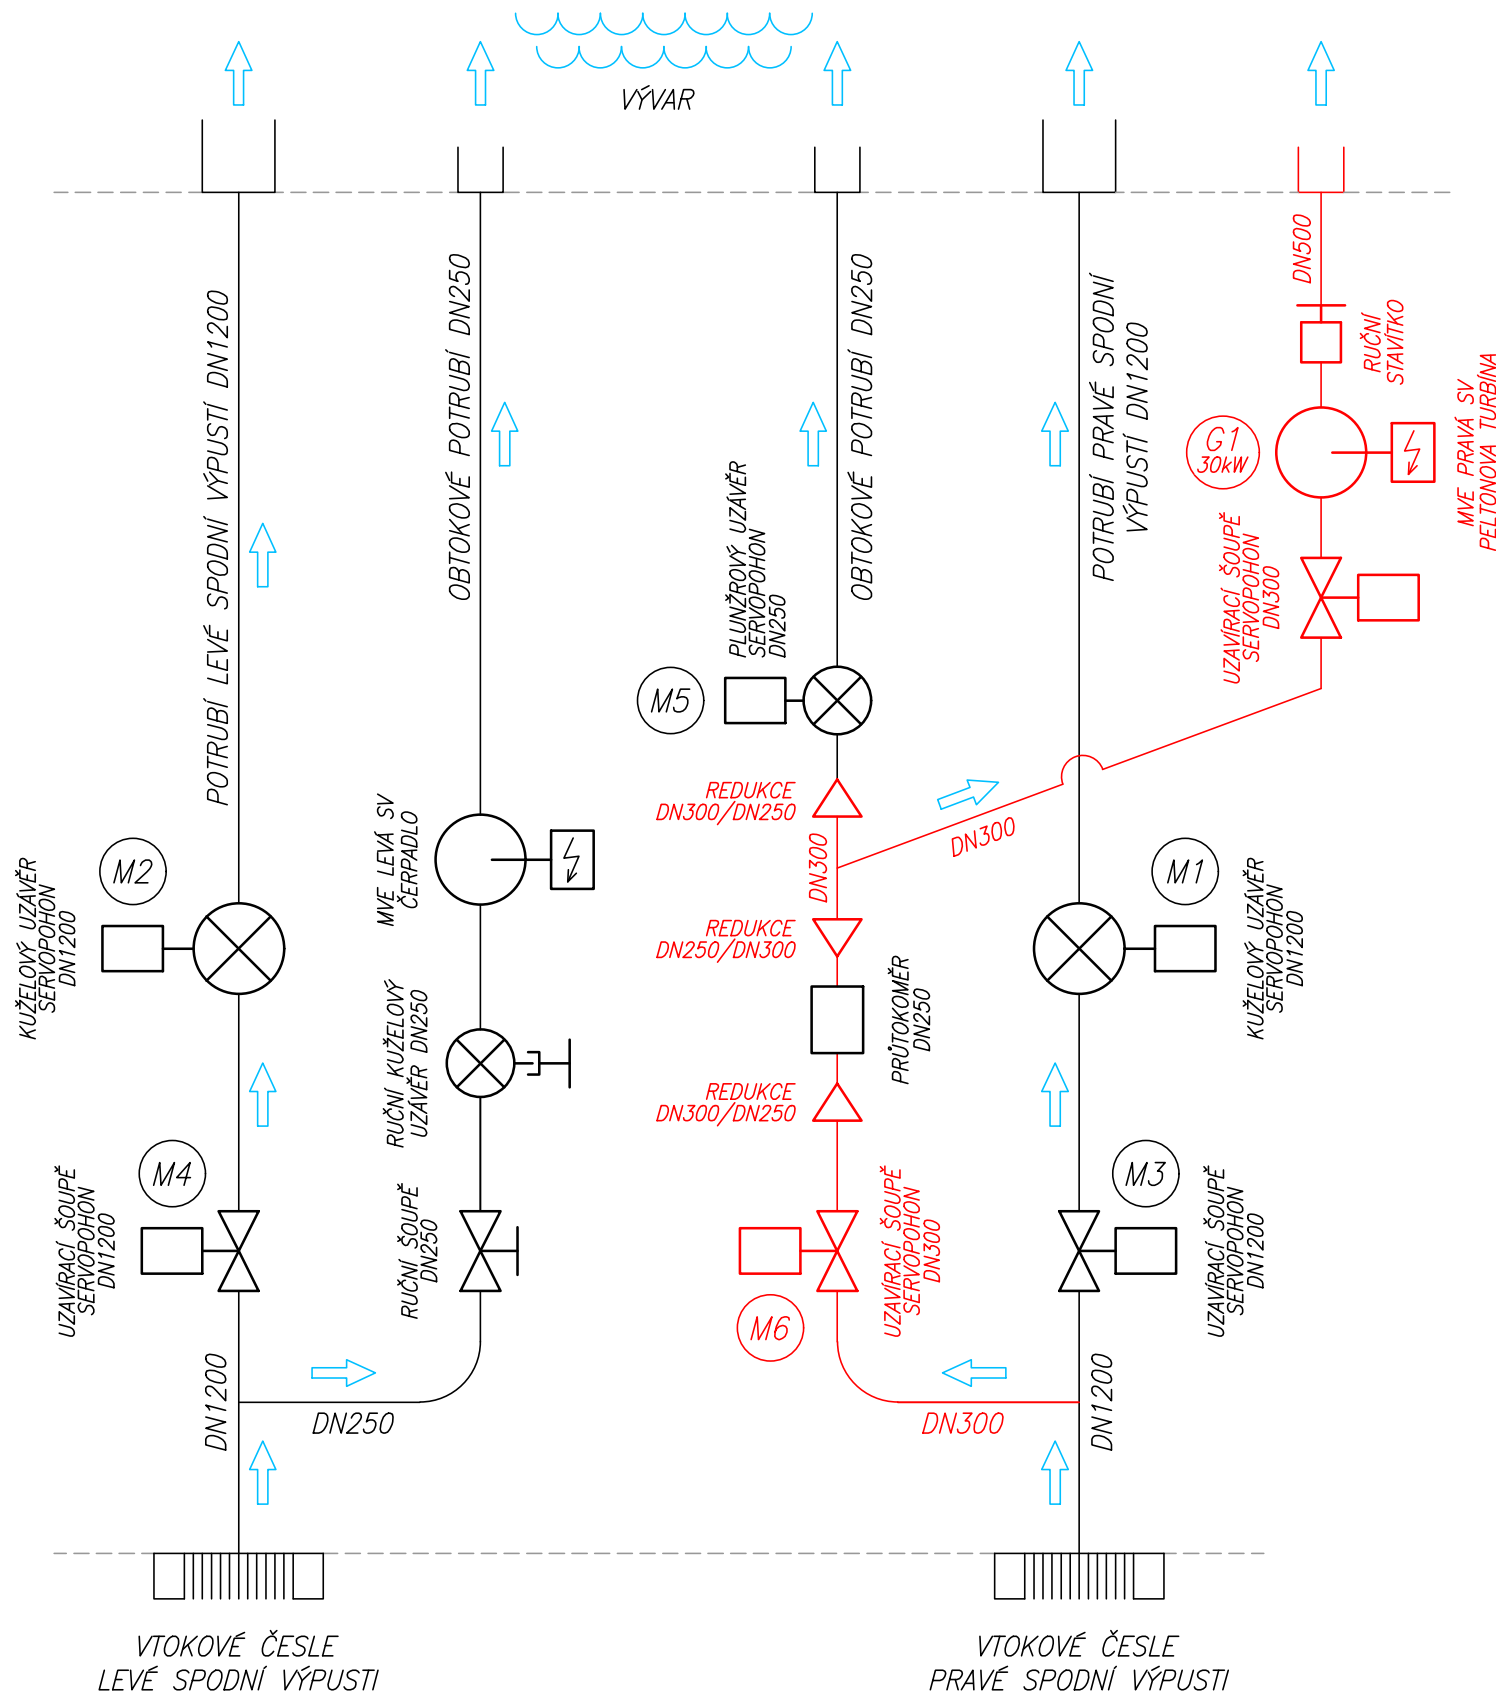 VÝVAR
POTRUBÍ LEVÉ SPODNÍ VÝPUSTÍ DN1200
OBTOKOVÉ POTRUBÍ DN250
OBTOKOVÉ POTRUBÍ DN250
POTRUBÍ PRAVÉ SPODNÍ
VÝPUSTÍ DN1200
DN500
RUČNÍ
STAVÍTKO
G1
30kW
MVE PRAVÁ SV
PELTONOVA TURBÍNA
UZAVÍRACÍ ŠOUPĚ
SERVOPOHON
DN300
PLUNŽROVÝ UZÁVĚR
SERVOPOHON
DN250
M5
REDUKCE
DN300/DN250
DN300
DN300
MVE LEVÁ SV
ČERPADLO
M2
KUŽELOVÝ UZÁVĚR
SERVOPOHON
DN1200
M1
KUŽELOVÝ UZÁVĚR
SERVOPOHON
DN1200
REDUKCE
DN250/DN300
PRŮTOKOMĚR
DN250
RUČNÍ KUŽELOVÝ
UZÁVĚR DN250
REDUKCE
DN300/DN250
M4
UZAVÍRACÍ ŠOUPĚ
SERVOPOHON
DN1200
RUČNÍ ŠOUPĚ
DN250
UZAVÍRACÍ ŠOUPĚ
SERVOPOHON
DN300
M6
M3
UZAVÍRACÍ ŠOUPĚ
SERVOPOHON
DN1200
DN1200
DN250
DN300
DN1200
VTOKOVÉ ČESLE
LEVÉ SPODNÍ VÝPUSTI
VTOKOVÉ ČESLE
PRAVÉ SPODNÍ VÝPUSTI